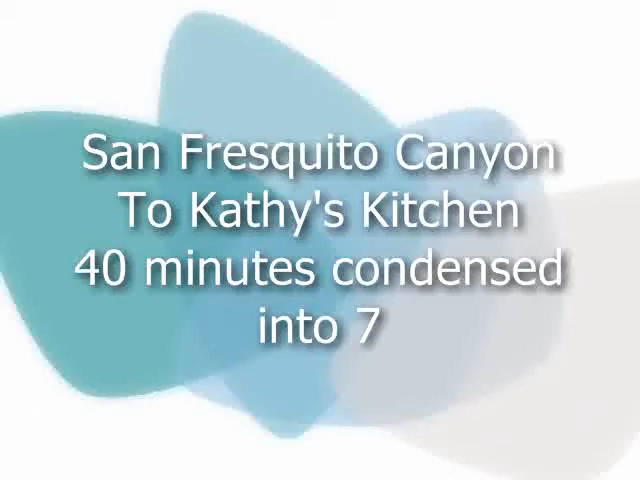 San Fresquito Canyon
To Kathy's Kitchen
40 minutes condensed
into 7